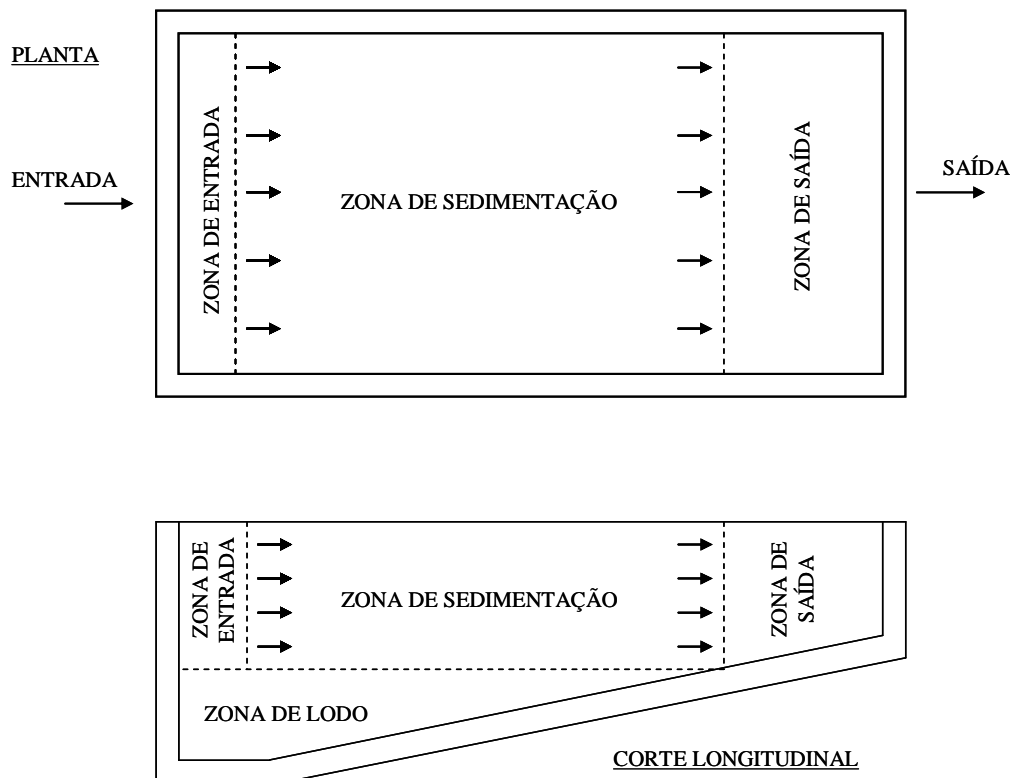 PLANTA
ENTRADA
ZONA DE ENTRADA
ZONA DE SEDIMENTAÇÃO
ZONA DE SAÍDA
SAÍDA
ZONA DE
ENTRADA
ZONA DE SEDIMENTAÇÃO
ZONA DE
SAÍDA
ZONA DE LODO
CORTE LONGITUDINAL